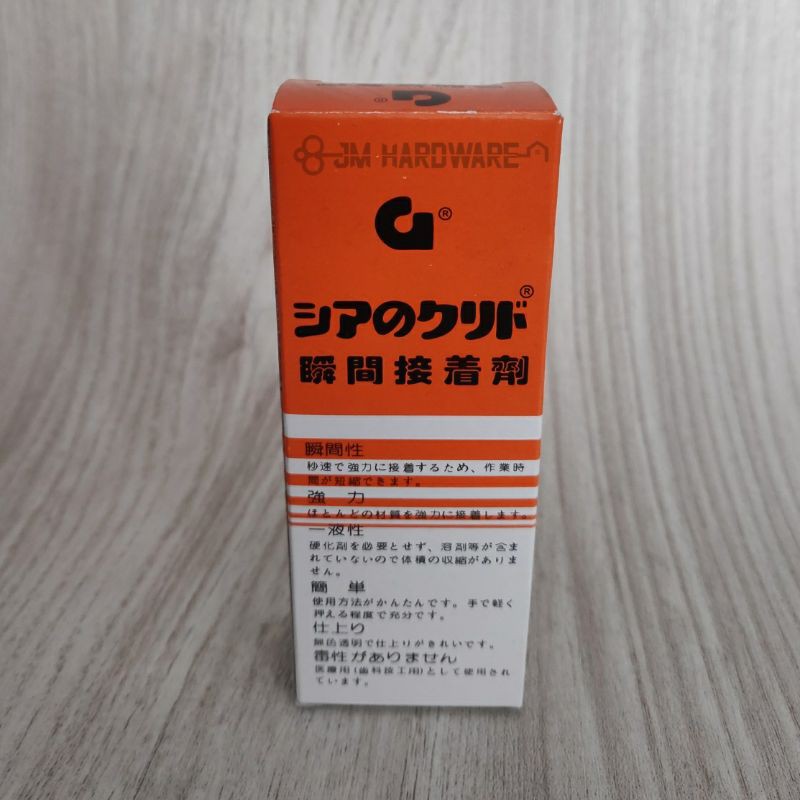 JM HARDWARE
®
シアのクリド®
瞬間接着剤
瞬間性
秒速で強力に接着するため、作業時
間が短縮できます。
強 力
ほとんどの材質を強力に接着します。
一液性
硬化剤を必要とせず、溶剤等が含ま
れていないので体積の収縮がありま
せん。
簡 単
使用方法がかんたんです。手で軽く
押える程度で充分です。
仕上り
無色透明で仕上りがきれいです。
毒性がありません
医療用(歯科技工用)として使用され
ています。